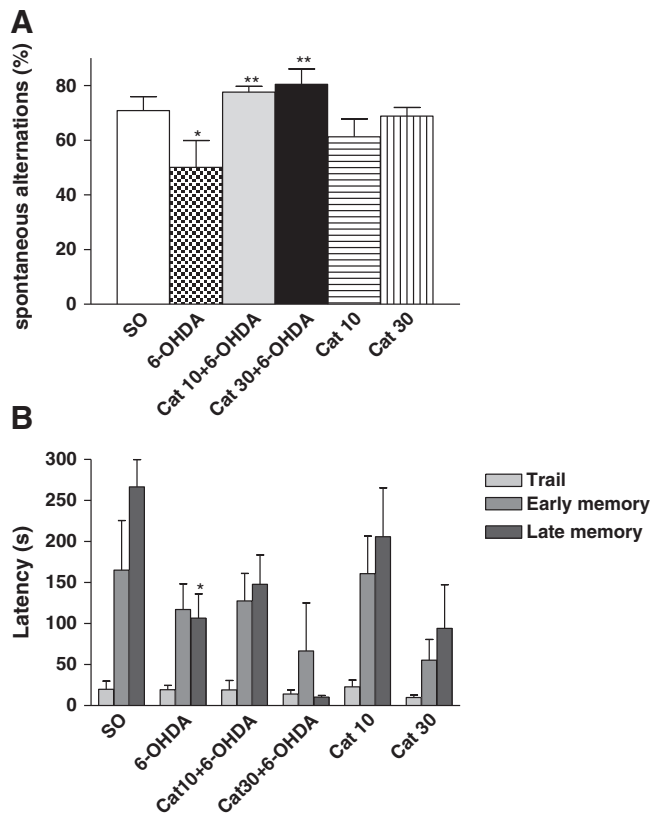 A
spontaneous alternations (%)
80
60
40
20
0
*
**
**
SO
6-OHDA
Cat 10+6-OHDA
Cat 30+6-OHDA
Cat 10
Cat 30
B
Latency (s)
300
250
200
150
100
50
0
*
SO
6-OHDA
Cat10+6-OHDA
Cat30+6-OHDA
Cat 10
Cat 30
Trail
Early memory
Late memory